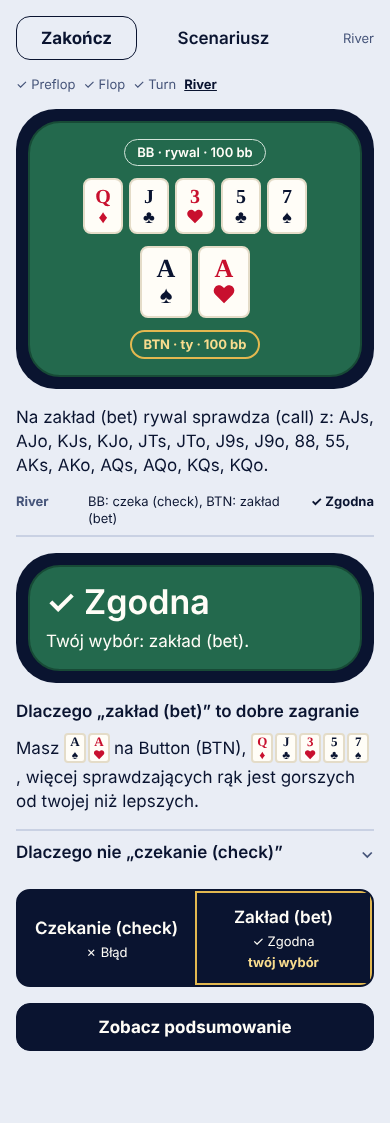 Zakończ
Scenariusz
River
✓ Preflop ✓ Flop ✓ Turn River
BB · rywal · 100 bb
Q♦ J♣ 3♥ 5♣ 7♠
A♠ A♥
BTN · ty · 100 bb
Na zakład (bet) rywal sprawdza (call) z: AJs,
AJo, KJs, KJo, JTs, JTo, J9s, J9o, 88, 55,
AKs, AKo, AQs, AQo, KQs, KQo.
River
BB: czeka (check), BTN: zakład
(bet)
✓ Zgodna
✓ Zgodna
Twój wybór: zakład (bet).
Dlaczego „zakład (bet)” to dobre zagranie
Masz A♠ A♥ na Button (BTN), Q♦ J♣ 3♥ 5♣ 7♠
, więcej sprawdzających rąk jest gorszych
od twojej niż lepszych.
Dlaczego nie „czekanie (check)”
Czekanie (check)
× Błąd
Zakład (bet)
✓ Zgodna
twój wybór
Zobacz podsumowanie